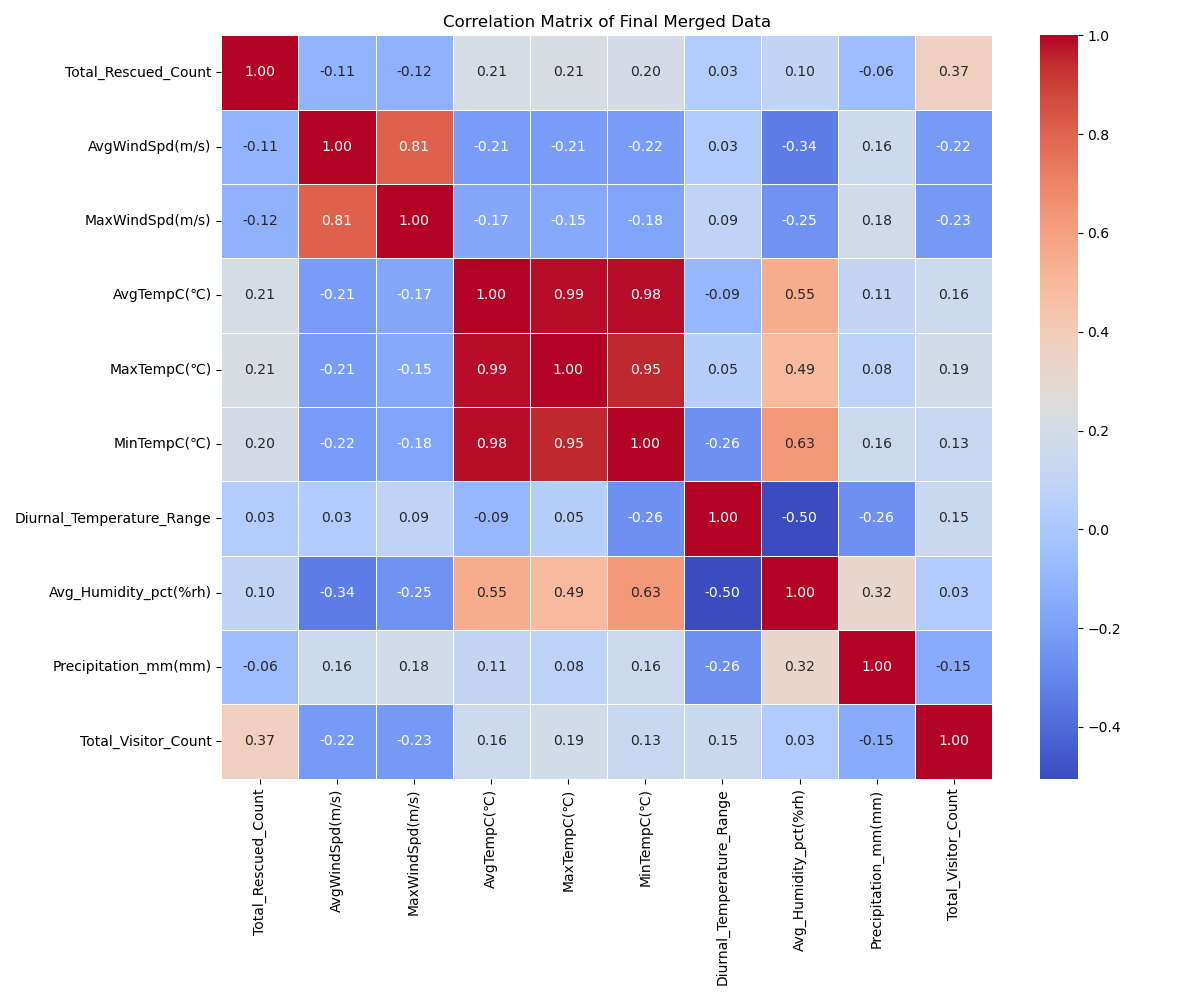 Correlation Matrix of Final Merged Data
Total_Rescued_Count 1.00 -0.11 -0.12 0.21 0.21 0.20 0.03 0.10 -0.06 0.37
AvgWindSpd(m/s) -0.11 1.00 0.81 -0.21 -0.21 -0.22 0.03 -0.34 0.16 -0.22
MaxWindSpd(m/s) -0.12 0.81 1.00 -0.17 -0.15 -0.18 0.09 -0.25 0.18 -0.23
AvgTempC(℃) 0.21 -0.21 -0.17 1.00 0.99 0.98 -0.09 0.55 0.11 0.16
MaxTempC(℃) 0.21 -0.21 -0.15 0.99 1.00 0.95 0.05 0.49 0.08 0.19
MinTempC(℃) 0.20 -0.22 -0.18 0.98 0.95 1.00 -0.26 0.63 0.16 0.13
Diurnal_Temperature_Range 0.03 0.03 0.09 -0.09 0.05 -0.26 1.00 -0.50 -0.26 0.15
Avg_Humidity_pct(%rh) 0.10 -0.34 -0.25 0.55 0.49 0.63 -0.50 1.00 0.32 0.03
Precipitation_mm(mm) -0.06 0.16 0.18 0.11 0.08 0.16 -0.26 0.32 1.00 -0.15
Total_Visitor_Count 0.37 -0.22 -0.23 0.16 0.19 0.13 0.15 0.03 -0.15 1.00
Total_Rescued_Count
AvgWindSpd(m/s)
MaxWindSpd(m/s)
AvgTempC(℃)
MaxTempC(℃)
MinTempC(℃)
Diurnal_Temperature_Range
Avg_Humidity_pct(%rh)
Precipitation_mm(mm)
Total_Visitor_Count
1.0
0.8
0.6
0.4
0.2
0.0
−0.2
−0.4